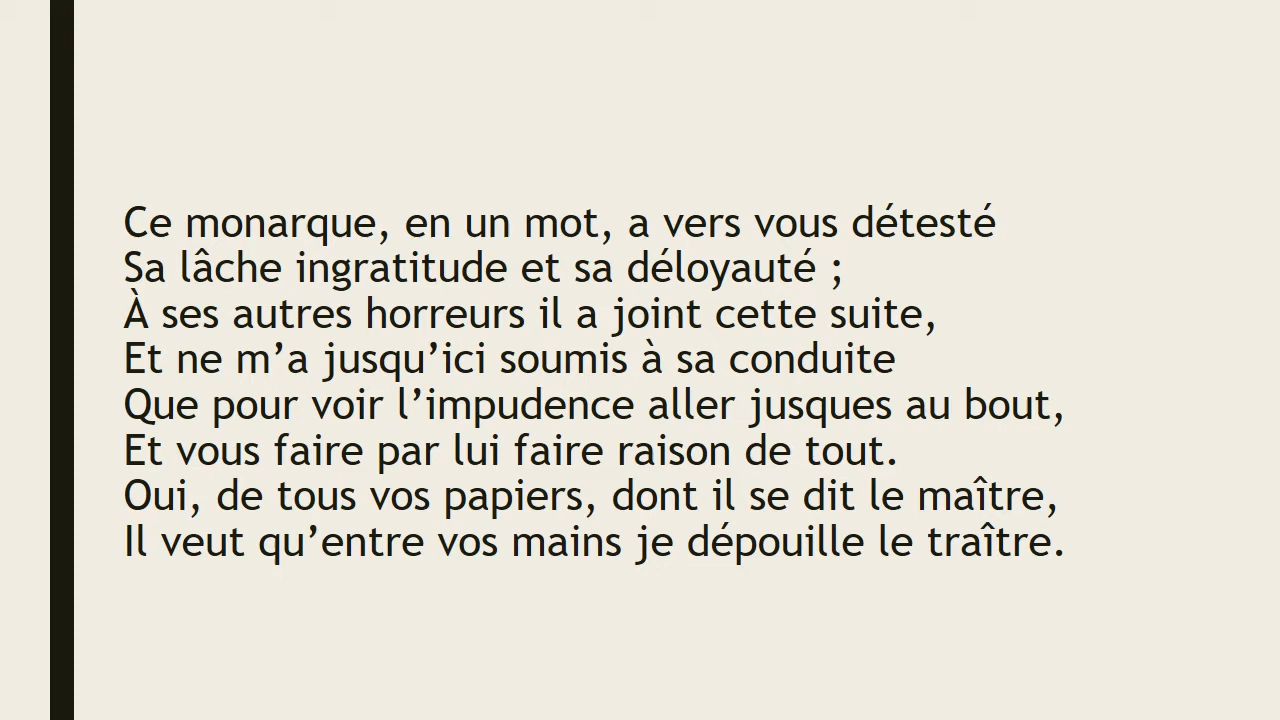 Ce monarque, en un mot, a vers vous détesté
Sa lâche ingratitude et sa déloyauté ;
À ses autres horreurs il a joint cette suite,
Et ne m’a jusqu’ici soumis à sa conduite
Que pour voir l’impudence aller jusques au bout,
Et vous faire par lui faire raison de tout.
Oui, de tous vos papiers, dont il se dit le maître,
Il veut qu’entre vos mains je dépouille le traître.